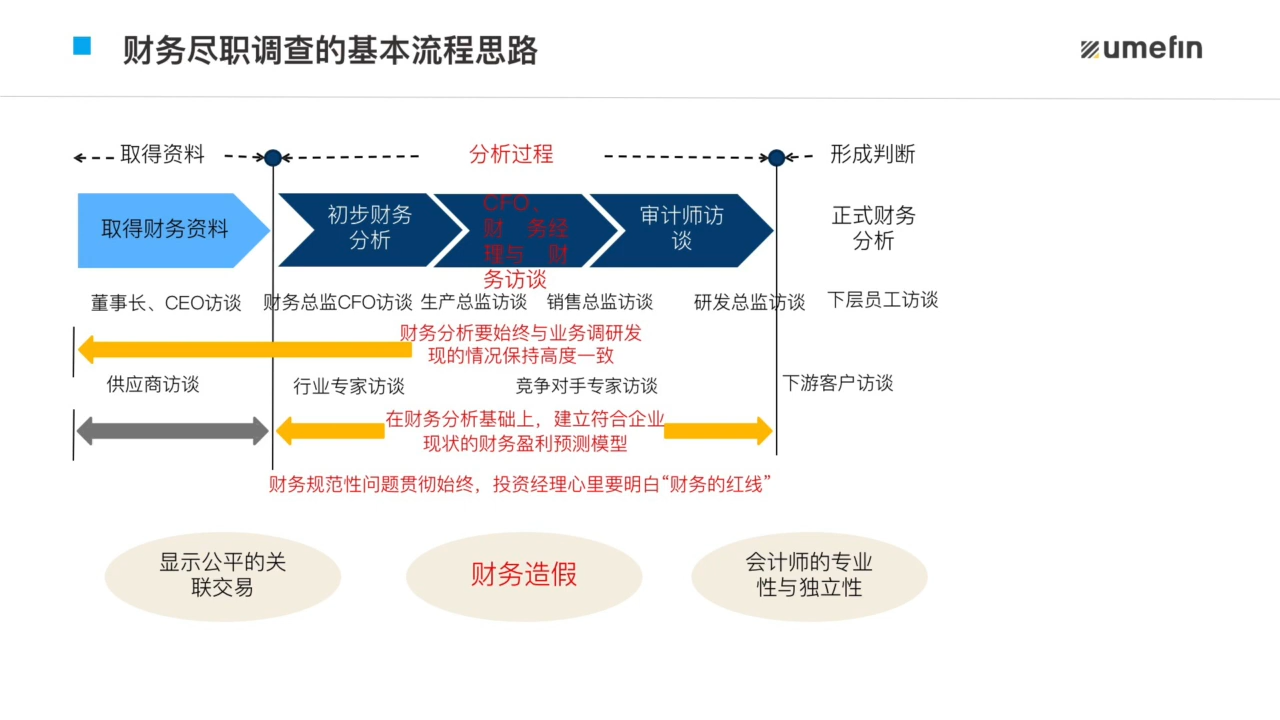 财务尽职调查的基本流程思路
zumefin
取得资料
分析过程
形成判断
取得财务资料
初步财务
分析
CFO、
财 务经
理与 财
务访谈
审计师访
谈
正式财务
分析
董事长、CEO访谈
财务总监CFO访谈
生产总监访谈
销售总监访谈
研发总监访谈
下层员工访谈
财务分析要始终与业务调研发
现的情况保持高度一致
供应商访谈
行业专家访谈
竞争对手专家访谈
下游客户访谈
在财务分析基础上，建立符合企业
现状的财务盈利预测模型
财务规范性问题贯彻始终，投资经理心里要明白“财务的红线”
显示公平的关
联交易
财务造假
会计师的专业
性与独立性